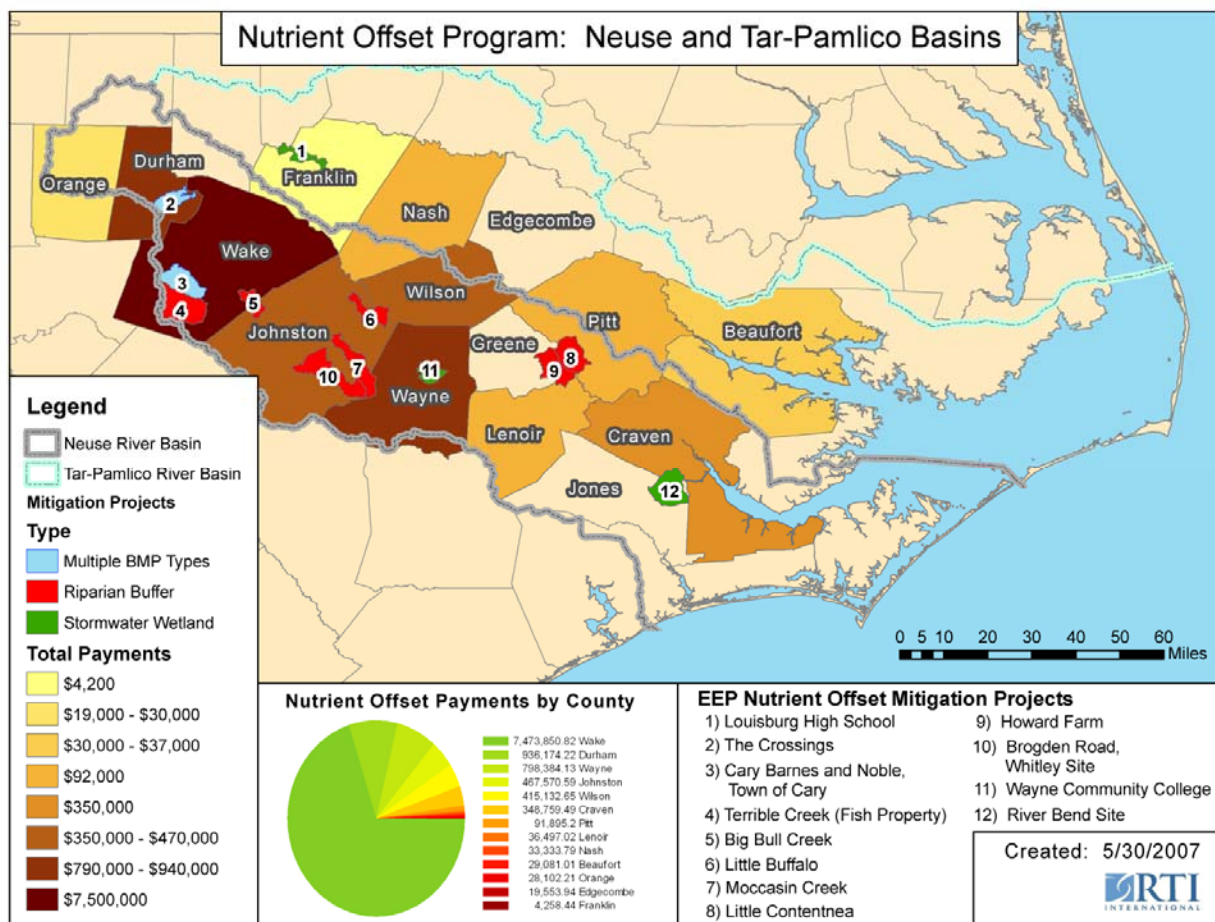 Nutrient Offset Program: Neuse and Tar-Pamlico Basins
Orange
Durham
Franklin
Nash
Edgecombe
Wake
Wilson
Johnston
Greene
Pitt
Beaufort
Wayne
Lenoir
Craven
Jones
1
2
3
4
5
6
7
8
9
10
11
12
0 5 10 20 30 40 50 60
Miles
Legend
Neuse River Basin
Tar-Pamlico River Basin
Mitigation Projects
Type
Multiple BMP Types
Riparian Buffer
Stormwater Wetland
Total Payments
$4,200
$19,000 - $30,000
$30,000 - $37,000
$92,000
$350,000
$350,000 - $470,000
$790,000 - $940,000
$7,500,000
Nutrient Offset Payments by County
7,473,850.82 Wake
936,174.22 Durham
798,384.13 Wayne
467,570.59 Johnston
415,132.65 Wilson
348,759.49 Craven
91,895.2 Pitt
36,497.02 Lenoir
33,333.79 Nash
29,081.01 Beaufort
28,102.21 Orange
19,553.94 Edgecombe
4,258.44 Franklin
EEP Nutrient Offset Mitigation Projects
1) Louisburg High School
2) The Crossings
3) Cary Barnes and Noble,
Town of Cary
4) Terrible Creek (Fish Property)
5) Big Bull Creek
6) Little Buffalo
7) Moccasin Creek
8) Little Contentnea
9) Howard Farm
10) Brogden Road,
Whitley Site
11) Wayne Community College
12) River Bend Site
Created: 5/30/2007
RTI
INTERNATIONAL